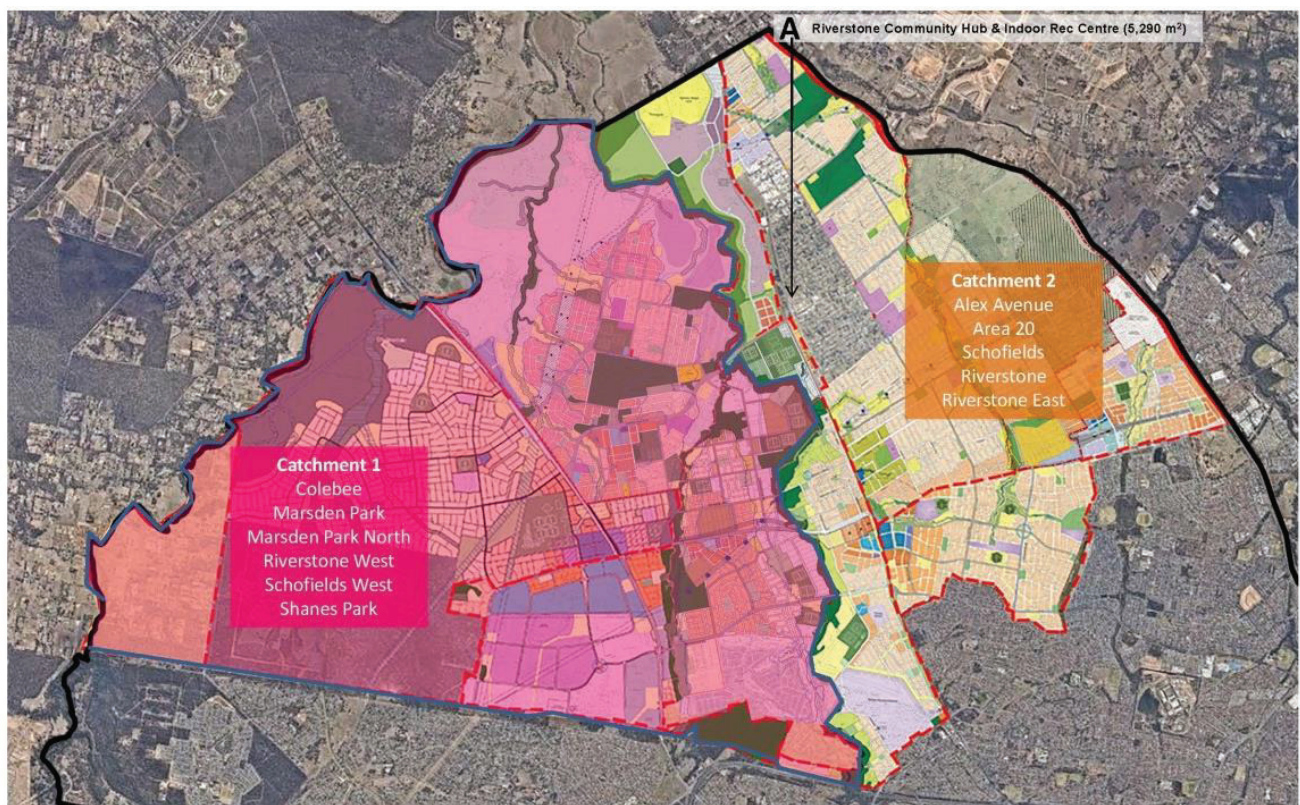 A Riverstone Community Hub & Indoor Rec Centre (5,290 m²)
Catchment 2
Alex Avenue
Area 20
Schofields
Riverstone
Riverstone East
Catchment 1
Colebee
Marsden Park
Marsden Park North
Riverstone West
Schofields West
Shanes Park